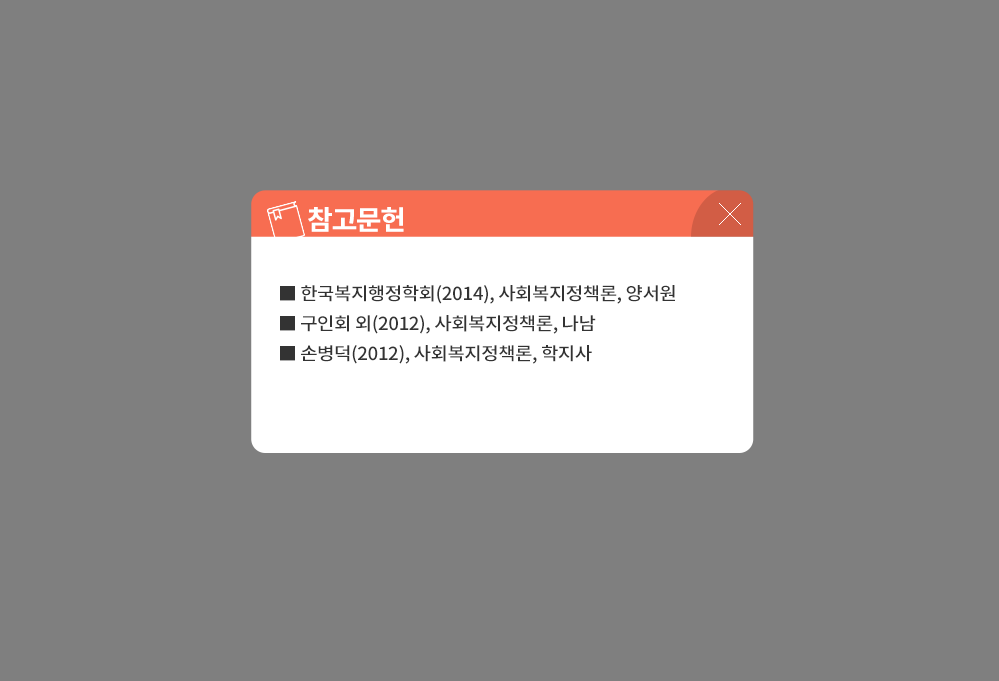 참고문헌
■ 한국복지행정학회(2014), 사회복지정책론, 양서원
■ 구인회 외(2012), 사회복지정책론, 나남
■ 손병덕(2012), 사회복지정책론, 학지사